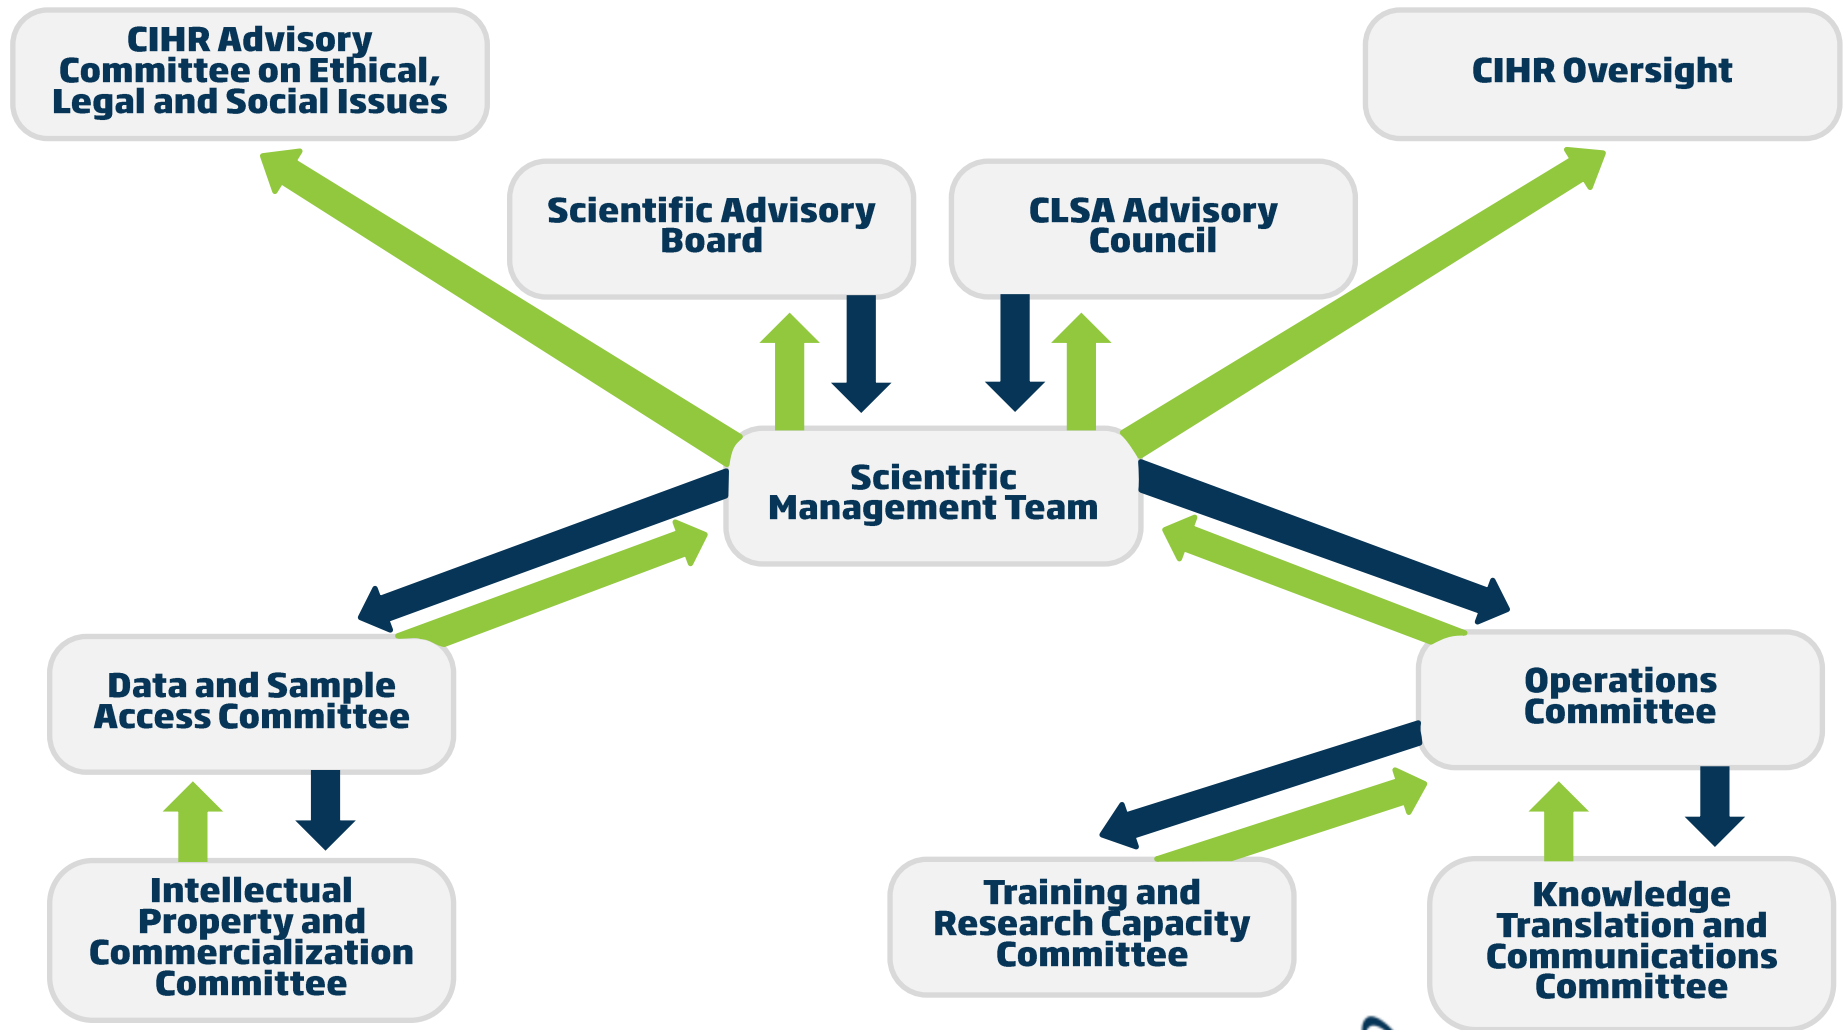 CIHR Advisory
Committee on Ethical,
Legal and Social Issues
CIHR Oversight
Scientific Advisory
Board
CLSA Advisory
Council
Scientific
Management Team
Data and Sample
Access Committee
Operations
Committee
Intellectual
Property and
Commercialization
Committee
Training and
Research Capacity
Committee
Knowledge
Translation and
Communications
Committee